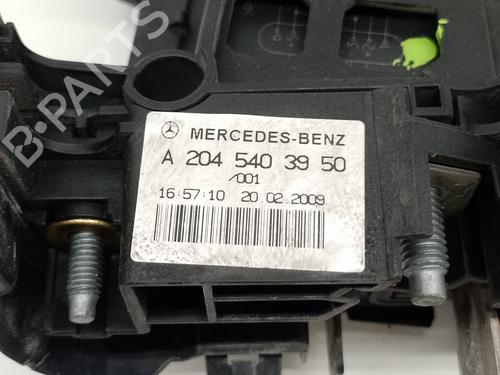 B-PARTS
MERCEDES-BENZ
A 204 540 39 50
/001
16:57:10 20.02.2009